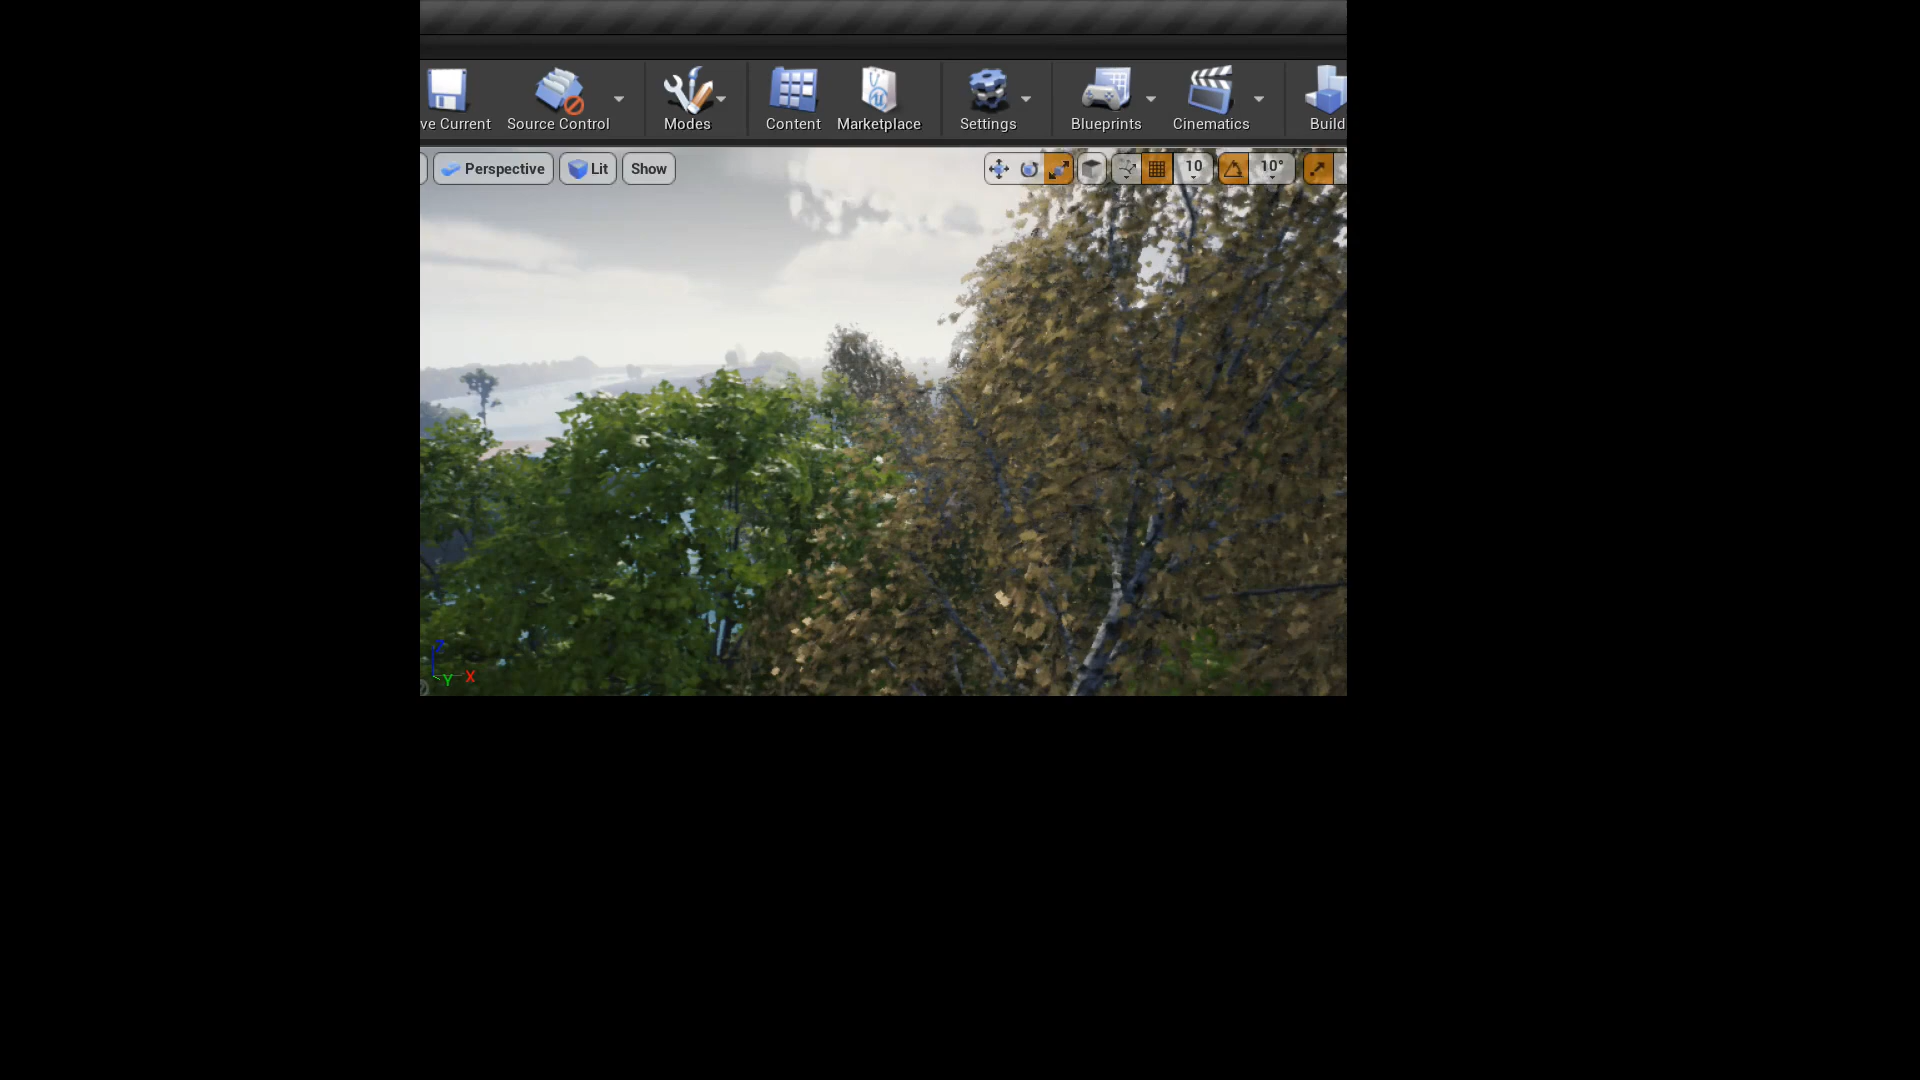 ve Current Source Control Modes Content Marketplace Settings Blueprints Cinematics Build
Perspective Lit Show 10 10°
Z
Y X